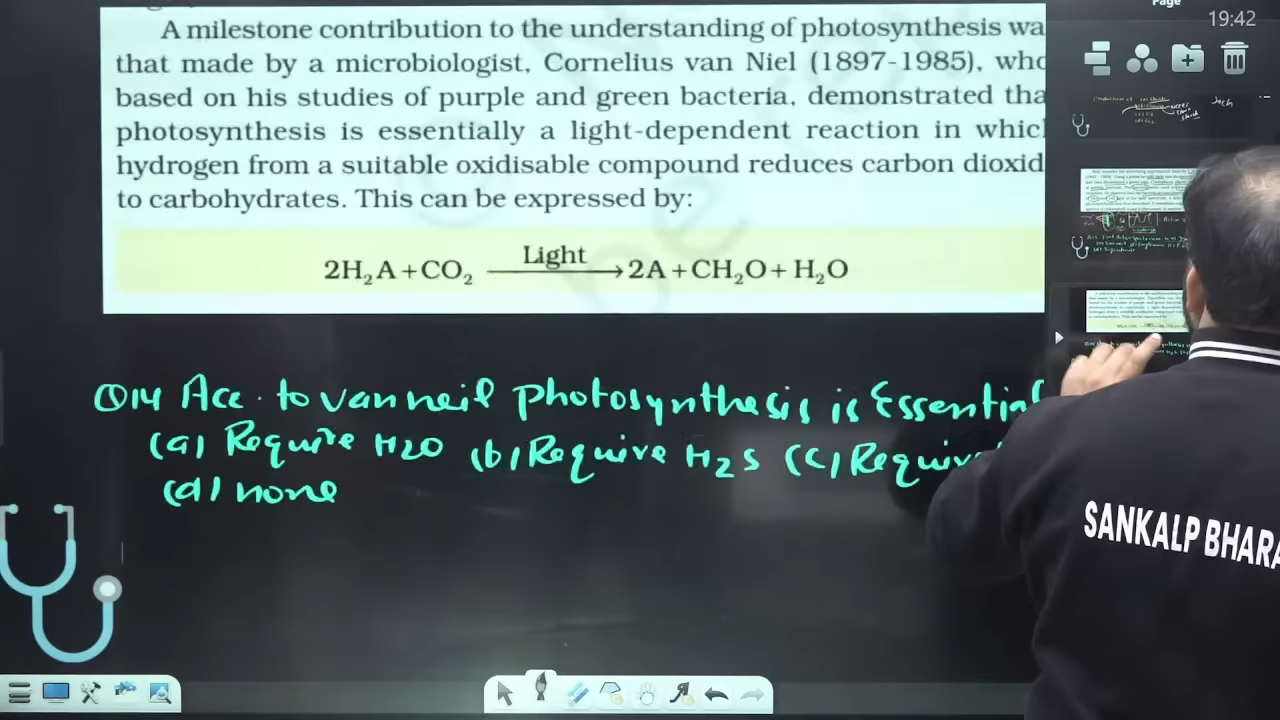 Page
19:42
A milestone contribution to the understanding of photosynthesis wa
that made by a microbiologist, Cornelius van Niel (1897-1985), who
based on his studies of purple and green bacteria, demonstrated tha
photosynthesis is essentially a light-dependent reaction in whic
hydrogen from a suitable oxidisable compound reduces carbon dioxid
to carbohydrates. This can be expressed by:
2H₂A + CO₂ Light → 2A + CH₂O + H₂O
Q14 Acc. to van neil photosynthesis is Essential
(a) Require H2O (b) Require H2S (c) Requir
(d) none
SANKALP BHARA